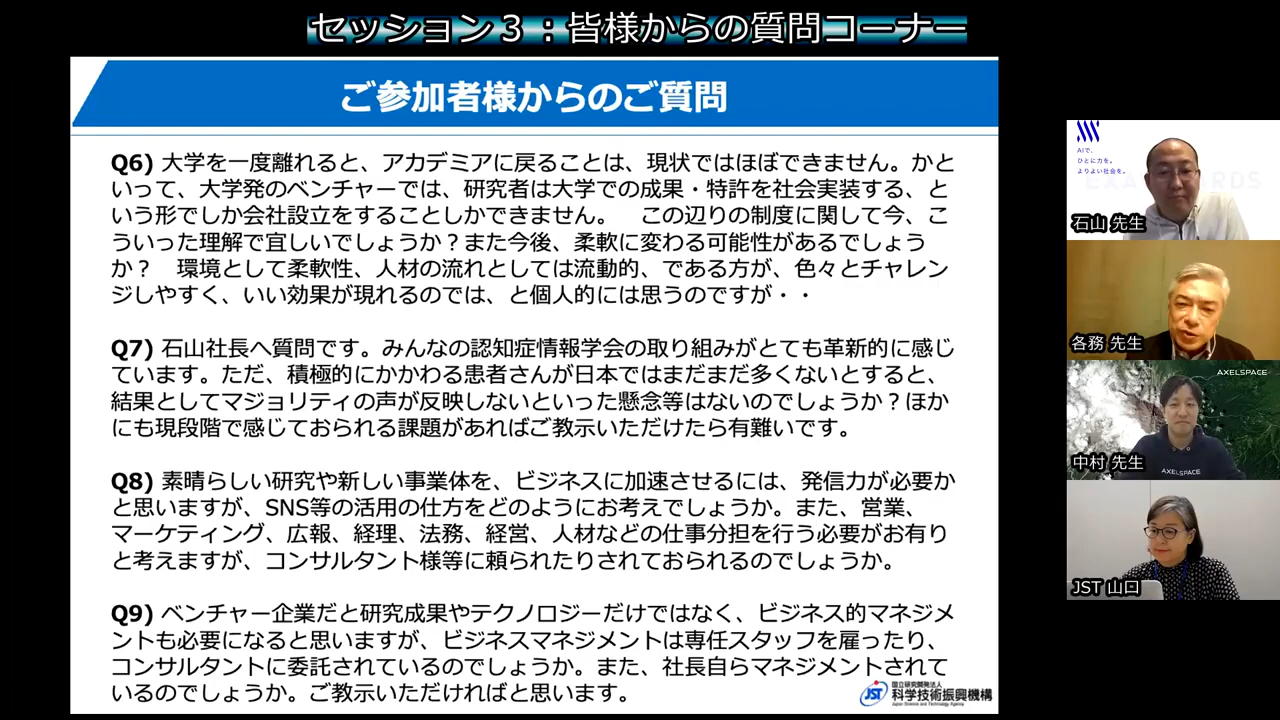 セッション３：皆様からの質問コーナー
ご参加者様からのご質問
Q6) 大学を一度離れると、アカデミアに戻ることは、現状ではほぼできません。かと
いって、大学発のベンチャーでは、研究者は大学での成果・特許を社会実装する、と
いう形でしか会社設立をすることしかできません。　この辺りの制度に関して今、こ
ういった理解で宜しいでしょうか？また今後、柔軟に変わる可能性があるでしょう
か？　環境として柔軟性、人材の流れとしては流動的、である方が、色々とチャレン
ジしやすく、いい効果が現れるのでは、と個人的には思うのですが・・
Q7) 石山社長へ質問です。みんなの認知症情報学会の取り組みがとても革新的に感じ
ています。ただ、積極的にかかわる患者さんが日本ではまだまだ多くないとすると、
結果としてマジョリティの声が反映しないといった懸念等はないのでしょうか？ほか
にも現段階で感じておられる課題があればご教示いただけたら有難いです。
Q8) 素晴らしい研究や新しい事業体を、ビジネスに加速させるには、発信力が必要か
と思いますが、SNS等の活用の仕方をどのようにお考えでしょうか。また、営業、
マーケティング、広報、経理、法務、経営、人材などの仕事分担を行う必要がお有り
と考えますが、コンサルタント様等に頼られたりされておられるのでしょうか。
Q9) ベンチャー企業だと研究成果やテクノロジーだけではなく、ビジネス的マネジメ
ントも必要になると思いますが、ビジネスマネジメントは専任スタッフを雇ったり、
コンサルタントに委託されているのでしょうか。また、社長自らマネジメントされて
いるのでしょうか。ご教示いただければと思います。
JST
国立研究開発法人
科学技術振興機構
Japan Science and Technology Agency
AIで、
ひとに力を。
よりよい社会を。
石山 先生
各務 先生
AXELSPACE
AXELSPACE
中村 先生
JST 山口